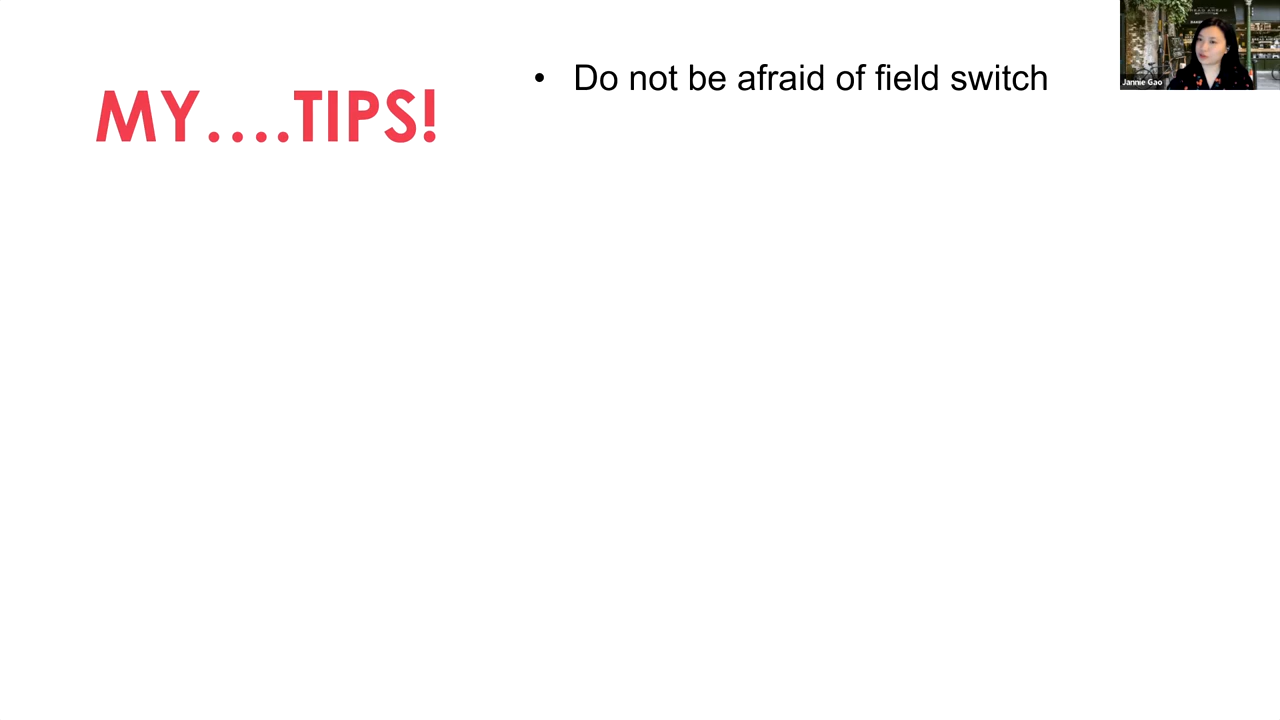 MY....TIPS!
• Do not be afraid of field switch
Jannie Gao